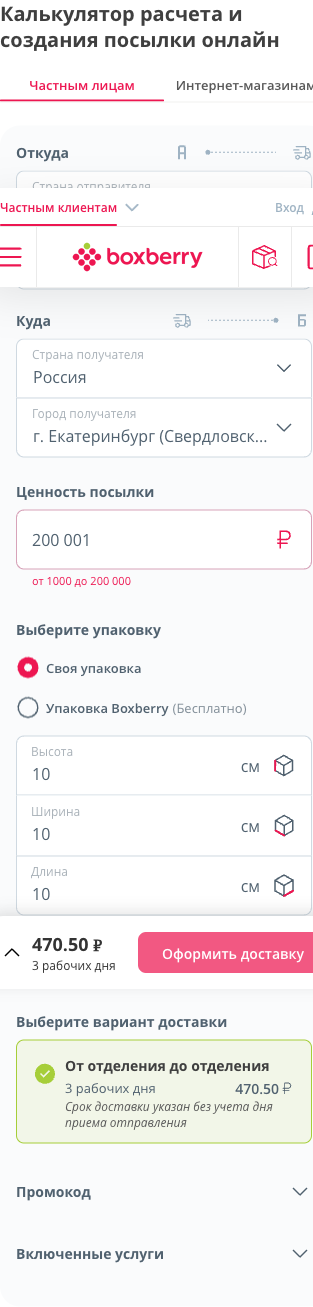 Калькулятор расчета и
создания посылки онлайн
Частным лицам
Интернет-магазинам
Откуда
А
Страна отправителя
Частным клиентам
Вход
boxberry
Куда
Б
Страна получателя
Россия
Город получателя
г. Екатеринбург (Свердловск...
Ценность посылки
200 001 ₽
от 1000 до 200 000
Выберите упаковку
Своя упаковка
Упаковка Boxberry (Бесплатно)
Высота
10 см
Ширина
10 см
Длина
10 см
470.50 ₽
3 рабочих дня
Оформить доставку
Выберите вариант доставки
От отделения до отделения
3 рабочих дня 470.50 ₽
Срок доставки указан без учета дня
приема отправления
Промокод
Включенные услуги